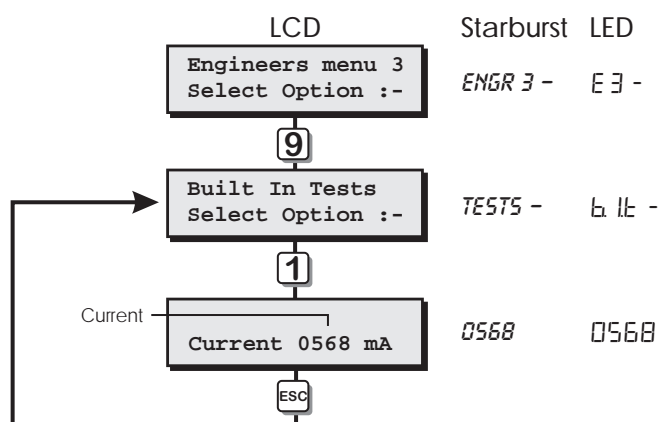 LCD Starburst LED
Engineers menu 3
Select Option :-
ENGR 3 - E 3 -
9
Built In Tests
Select Option :-
TESTS - b. I.t -
1
Current
Current 0568 mA
0568 0568
ESC